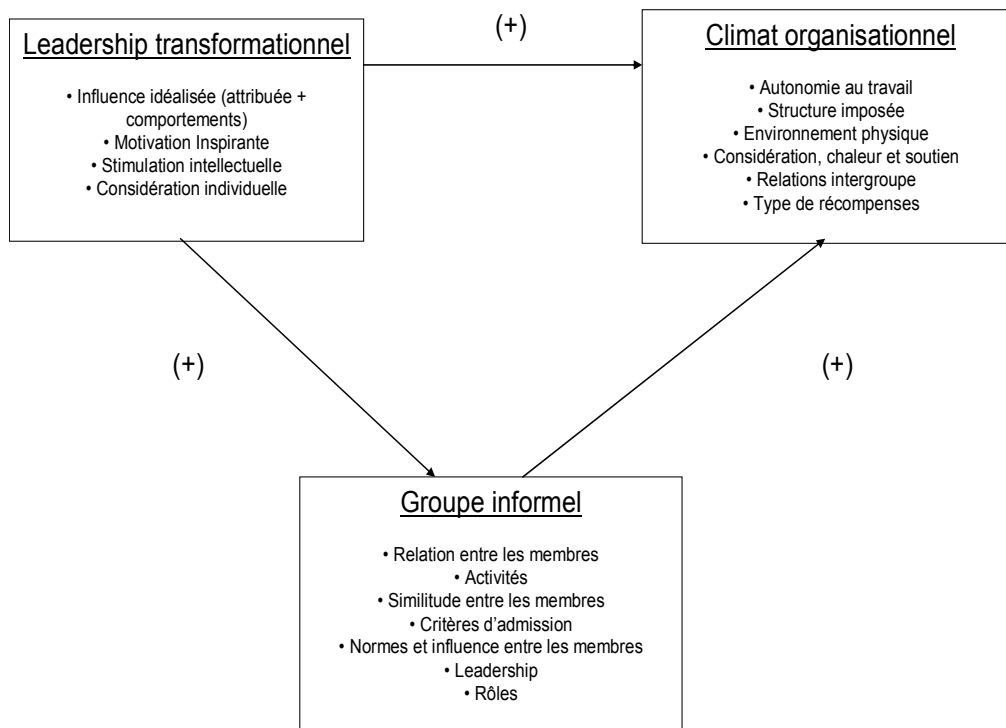 (+)
Leadership transformationnel
• Influence idéalisée (attribuée +
comportements)
• Motivation Inspirante
• Stimulation intellectuelle
• Considération individuelle
Climat organisationnel
• Autonomie au travail
• Structure imposée
• Environnement physique
• Considération, chaleur et soutien
• Relations intergroupe
• Type de récompenses
(+)
(+)
Groupe informel
• Relation entre les membres
• Activités
• Similitude entre les membres
• Critères d’admission
• Normes et influence entre les membres
• Leadership
• Rôles